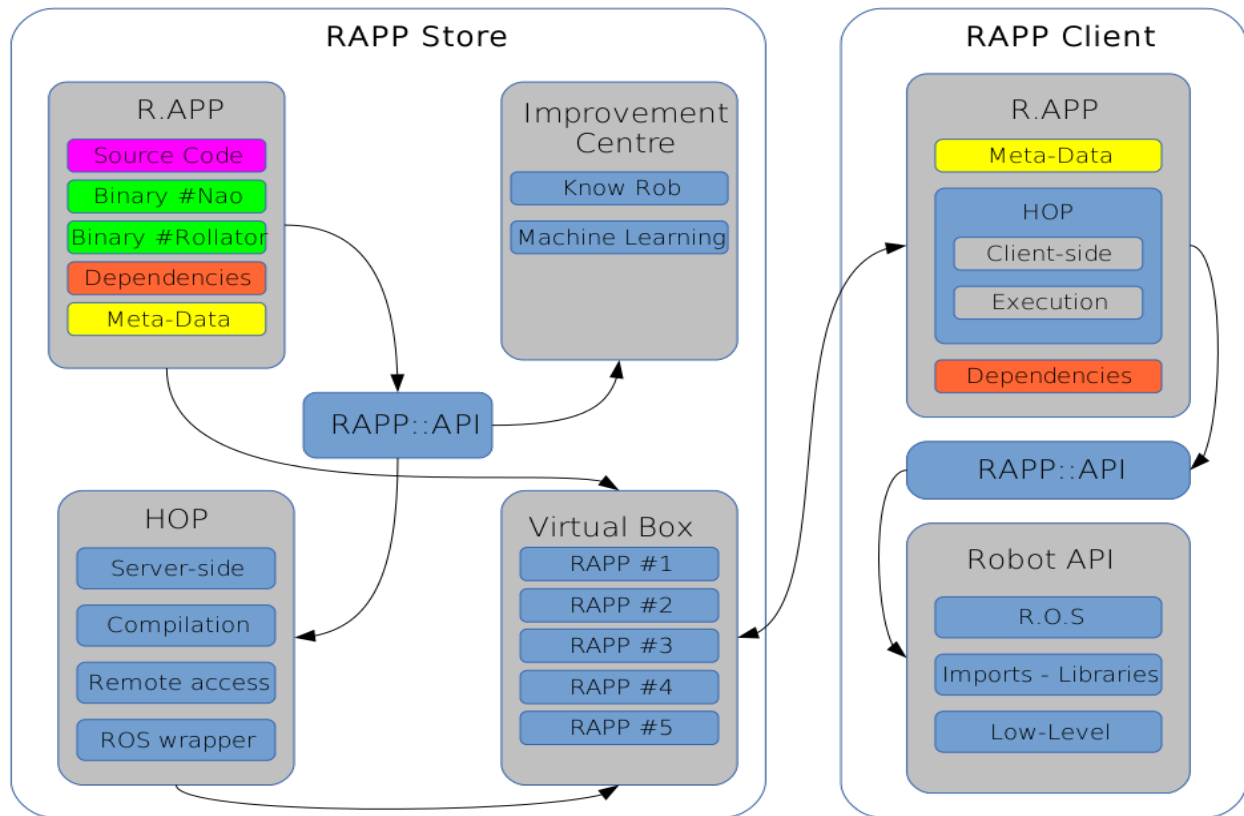 RAPP Store
R.APP
Source Code
Binary #Nao
Binary #Rollator
Dependencies
Meta-Data
Improvement
Centre
Know Rob
Machine Learning
RAPP::API
HOP
Server-side
Compilation
Remote access
ROS wrapper
Virtual Box
RAPP #1
RAPP #2
RAPP #3
RAPP #4
RAPP #5
RAPP Client
R.APP
Meta-Data
HOP
Client-side
Execution
Dependencies
RAPP::API
Robot API
R.O.S
Imports - Libraries
Low-Level